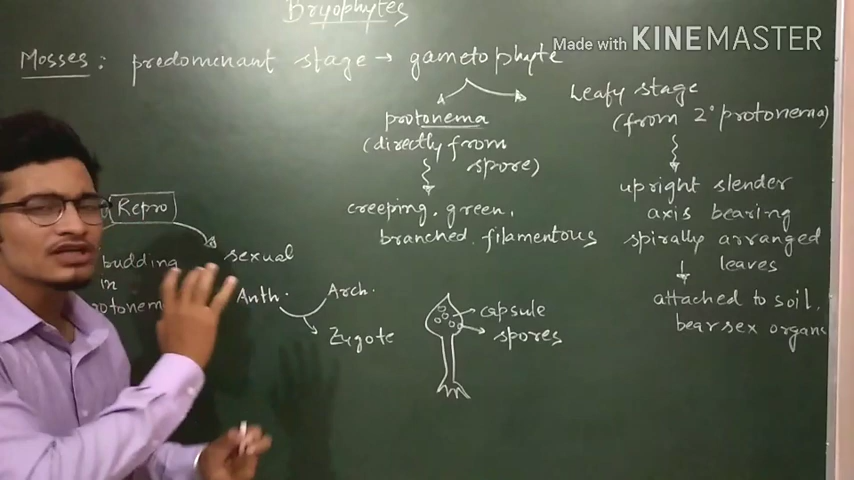 Bryophytes
Made with KINEMASTER
Mosses: predominant stage → gametophyte
protonema
(directly from
spore)
creeping, green,
branched, filamentous
Leafy stage
(from 2° protonema)
upright slender
axis bearing
spirally arranged
leaves
attached to soil,
bear sex organs
Repro
budding
in
sexual
Anth. Arch.
Zygote
capsule
spores